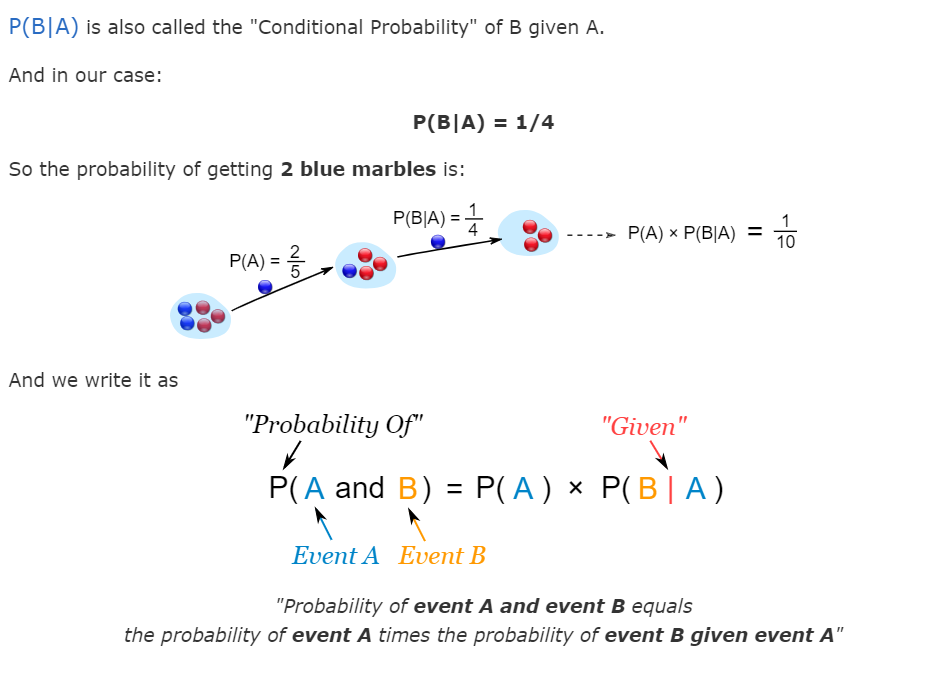 P(B|A) is also called the "Conditional Probability" of B given A.
And in our case:
P(B|A) = 1/4
So the probability of getting 2 blue marbles is:
P(B|A) = 1/4
P(A) × P(B|A) = 1/10
P(A) = 2/5
And we write it as
"Probability Of" "Given"
P( A and B ) = P( A ) × P( B | A )
Event A Event B
"Probability of event A and event B equals
the probability of event A times the probability of event B given event A"